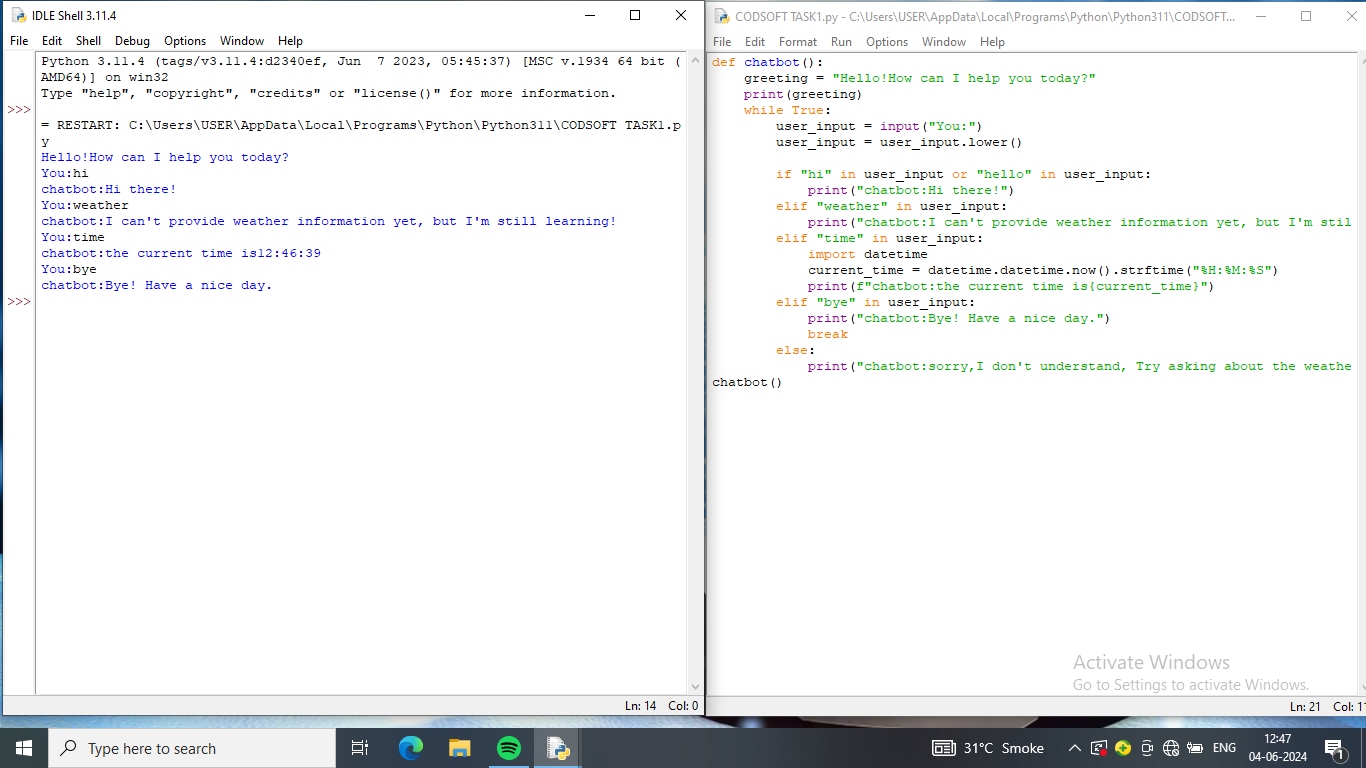 IDLE Shell 3.11.4
File Edit Shell Debug Options Window Help
Python 3.11.4 (tags/v3.11.4:d2340ef, Jun  7 2023, 05:45:37) [MSC v.1934 64 bit (
AMD64)] on win32
Type "help", "copyright", "credits" or "license()" for more information.
>>>
= RESTART: C:\Users\USER\AppData\Local\Programs\Python\Python311\CODSOFT TASK1.p
y
Hello!How can I help you today?
You:hi
chatbot:Hi there!
You:weather
chatbot:I can't provide weather information yet, but I'm still learning!
You:time
chatbot:the current time is12:46:39
You:bye
chatbot:Bye! Have a nice day.
>>>
Ln: 14 Col: 0
CODSOFT TASK1.py - C:\Users\USER\AppData\Local\Programs\Python\Python311\CODSOFT...
File Edit Format Run Options Window Help
def chatbot():
    greeting = "Hello!How can I help you today?"
    print(greeting)
    while True:
        user_input = input("You:")
        user_input = user_input.lower()
        if "hi" in user_input or "hello" in user_input:
            print("chatbot:Hi there!")
        elif "weather" in user_input:
            print("chatbot:I can't provide weather information yet, but I'm stil
        elif "time" in user_input:
            import datetime
            current_time = datetime.datetime.now().strftime("%H:%M:%S")
            print(f"chatbot:the current time is{current_time}")
        elif "bye" in user_input:
            print("chatbot:Bye! Have a nice day.")
            break
        else:
            print("chatbot:sorry,I don't understand, Try asking about the weathe
chatbot()
Activate Windows
Go to Settings to activate Windows.
Ln: 21 Col: 11
Type here to search
31°C Smoke
ENG
12:47
04-06-2024
1